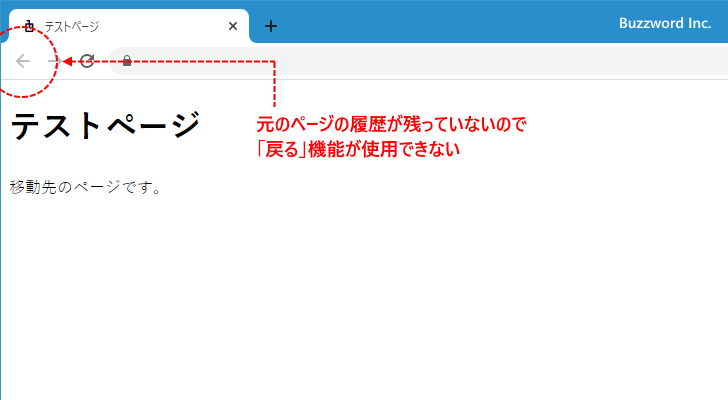 テストページ
Buzzword Inc.
テストページ
元のページの履歴が残っていないので
「戻る」機能が使用できない
移動先のページです。